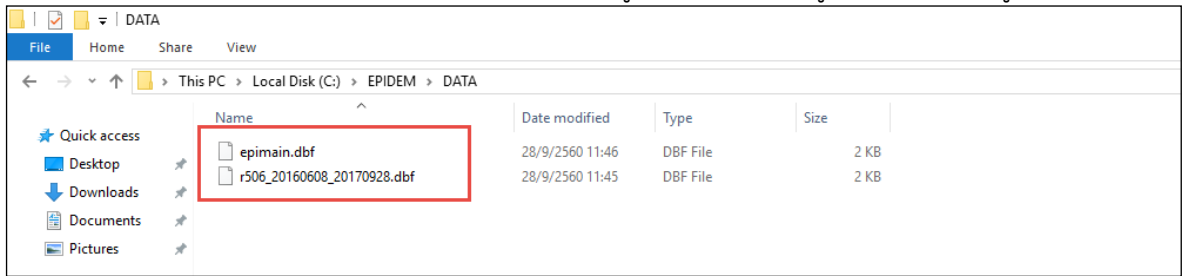 DATA
File Home Share View
This PC > Local Disk (C:) > EPIDEM > DATA
Name Date modified Type Size
Quick access
Desktop
Downloads
Documents
Pictures
epimain.dbf 28/9/2560 11:46 DBF File 2 KB
r506_20160608_20170928.dbf 28/9/2560 11:45 DBF File 2 KB